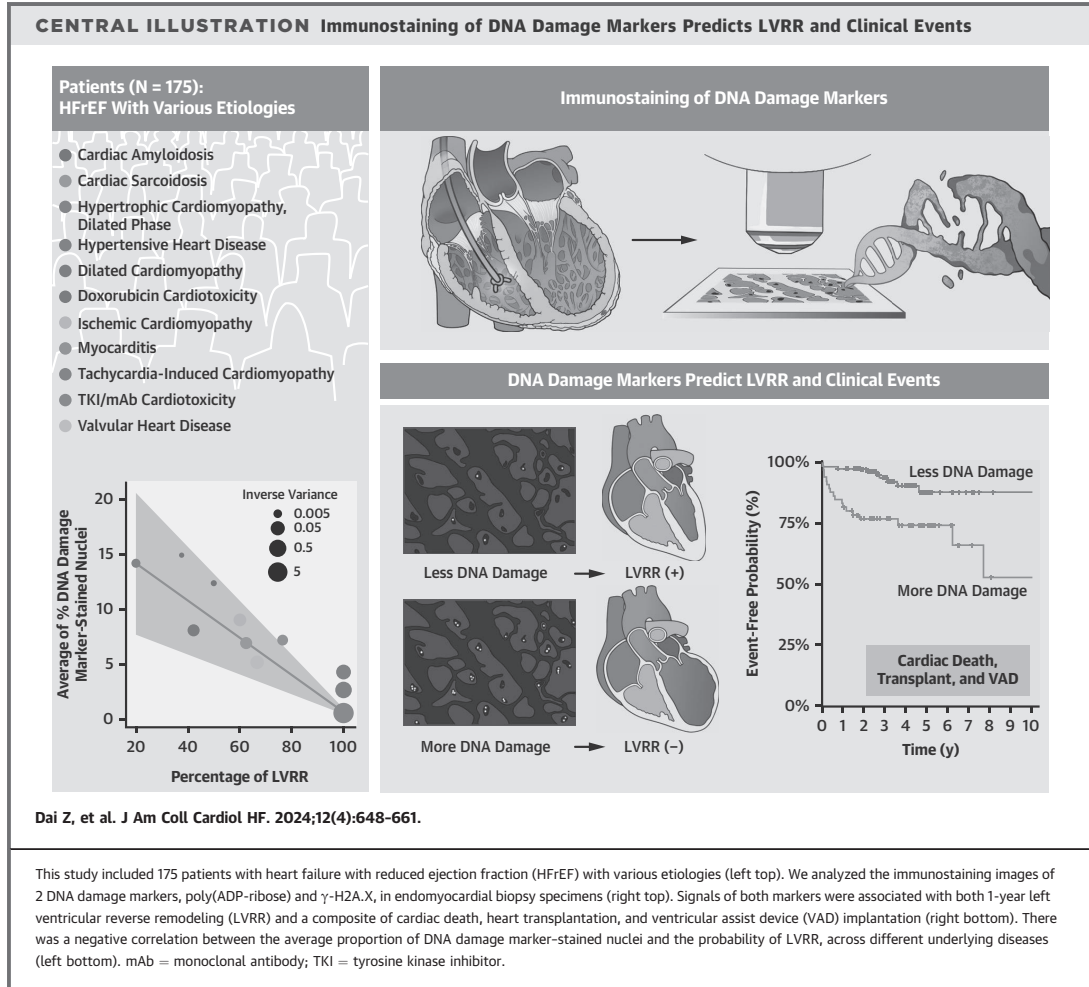 CENTRAL ILLUSTRATION Immunostaining of DNA Damage Markers Predicts LVRR and Clinical Events
Patients (N = 175):
HFrEF With Various Etiologies
Cardiac Amyloidosis
Cardiac Sarcoidosis
Hypertrophic Cardiomyopathy,
Dilated Phase
Hypertensive Heart Disease
Dilated Cardiomyopathy
Doxorubicin Cardiotoxicity
Ischemic Cardiomyopathy
Myocarditis
Tachycardia-Induced Cardiomyopathy
TKI/mAb Cardiotoxicity
Valvular Heart Disease
Average of % DNA Damage
Marker-Stained Nuclei
20
15
10
5
0
Inverse Variance
0.005
0.05
0.5
5
20 40 60 80 100
Percentage of LVRR
Immunostaining of DNA Damage Markers
DNA Damage Markers Predict LVRR and Clinical Events
Less DNA Damage
LVRR (+)
More DNA Damage
LVRR (−)
Event-Free Probability (%)
100%
75%
50%
25%
0%
Less DNA Damage
More DNA Damage
Cardiac Death,
Transplant, and VAD
0 1 2 3 4 5 6 7 8 9 10
Time (y)
Dai Z, et al. J Am Coll Cardiol HF. 2024;12(4):648–661.
This study included 175 patients with heart failure with reduced ejection fraction (HFrEF) with various etiologies (left top). We analyzed the immunostaining images of
2 DNA damage markers, poly(ADP-ribose) and γ-H2A.X, in endomyocardial biopsy specimens (right top). Signals of both markers were associated with both 1-year left
ventricular reverse remodeling (LVRR) and a composite of cardiac death, heart transplantation, and ventricular assist device (VAD) implantation (right bottom). There
was a negative correlation between the average proportion of DNA damage marker–stained nuclei and the probability of LVRR, across different underlying diseases
(left bottom). mAb = monoclonal antibody; TKI = tyrosine kinase inhibitor.